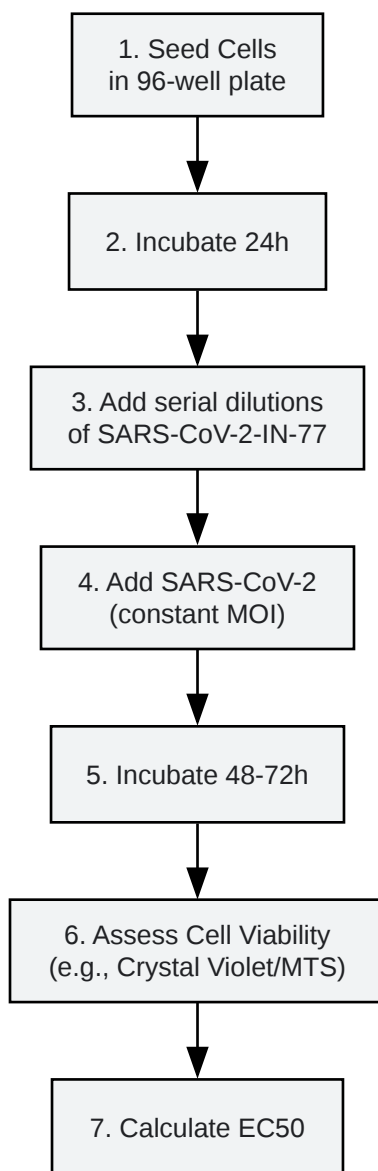 1. Seed Cells
in 96-well plate
2. Incubate 24h
3. Add serial dilutions
of SARS-CoV-2-IN-77
4. Add SARS-CoV-2
(constant MOI)
5. Incubate 48-72h
6. Assess Cell Viability
(e.g., Crystal Violet/MTS)
7. Calculate EC50